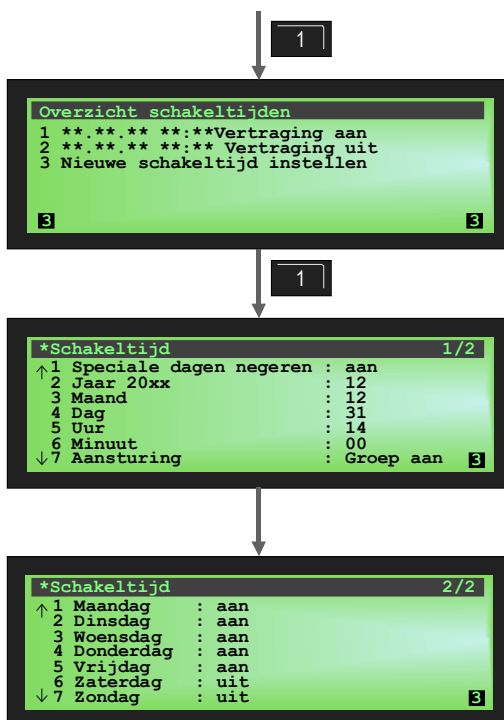 1
Overzicht schakeltijden
1 **.**.** **:**Vertraging aan
2 **.**.** **:** Vertraging uit
3 Nieuwe schakeltijd instellen
3 3
1
*Schakeltijd 1/2
↑1 Speciale dagen negeren : aan
2 Jaar 20xx : 12
3 Maand : 12
4 Dag : 31
5 Uur : 14
6 Minuut : 00
↓7 Aansturing : Groep aan 3
*Schakeltijd 2/2
↑1 Maandag : aan
2 Dinsdag : aan
3 Woensdag : aan
4 Donderdag : aan
5 Vrijdag : aan
6 Zaterdag : uit
↓7 Zondag : uit 3